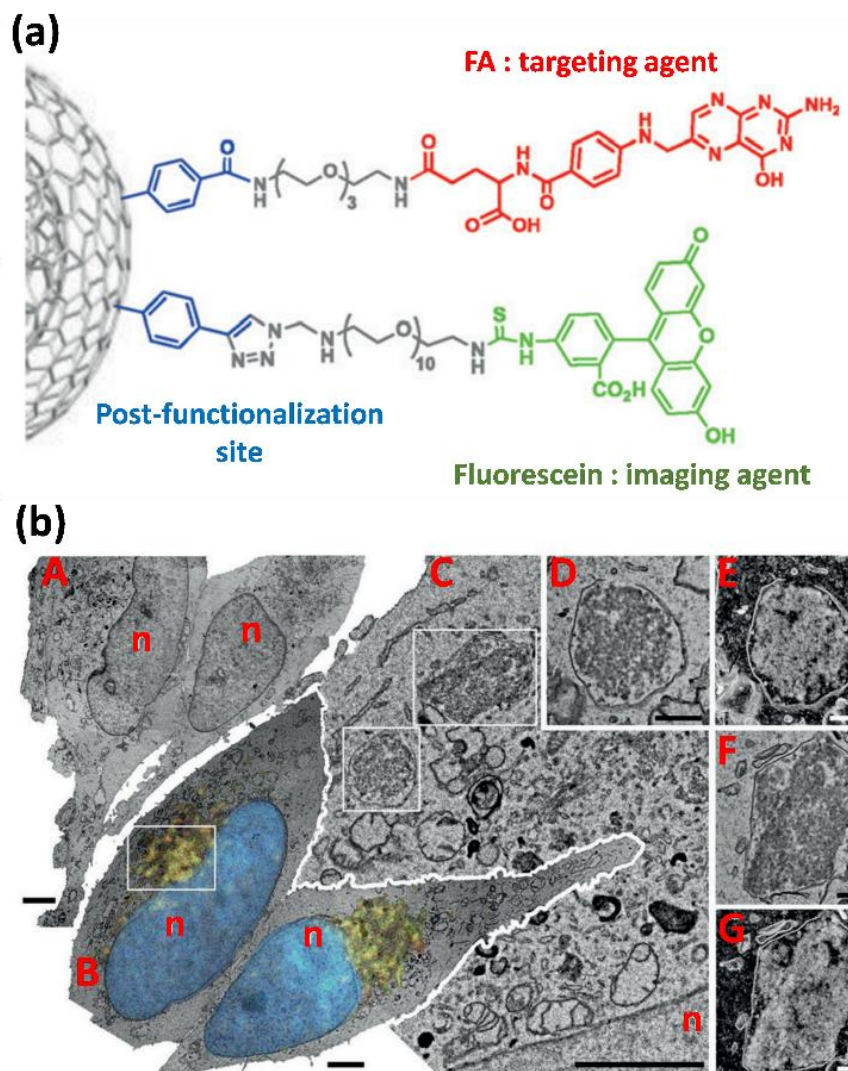 (a)
FA : targeting agent
O
N
H
O
3
N
H
O
O
OH
H
N
O
H
N
N
N
N
N
NH2
OH
N
N=N
N
H
O
10
N
H
S
N
H
CO2H
O
O
OH
Post-functionalization
site
Fluorescein : imaging agent
(b)
A
n
n
C
D
E
F
B
n
n
G
n